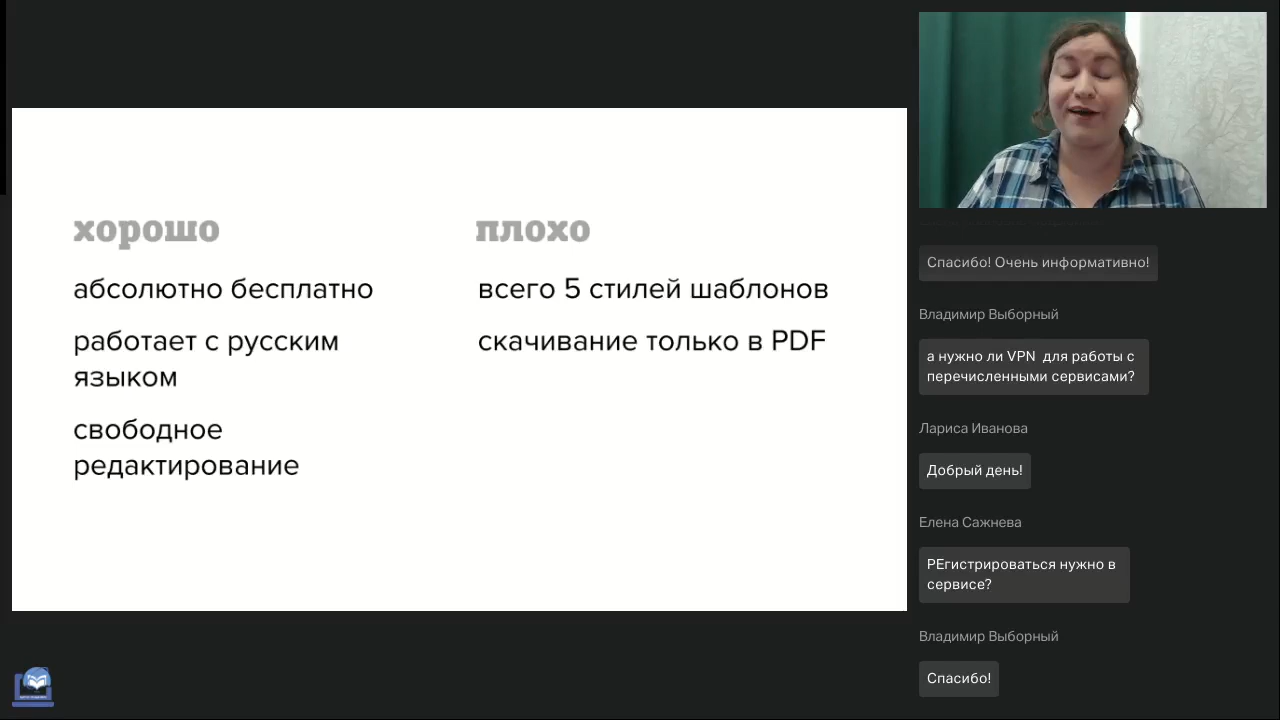 хорошо
абсолютно бесплатно
работает с русским
языком
свободное
редактирование
плохо
всего 5 стилей шаблонов
скачивание только в PDF
Спасибо! Очень информативно!
Владимир Выборный
а нужно ли VPN для работы с
перечисленными сервисами?
Лариса Иванова
Добрый день!
Елена Сажнева
РЕгистрироваться нужно в
сервисе?
Владимир Выборный
Спасибо!